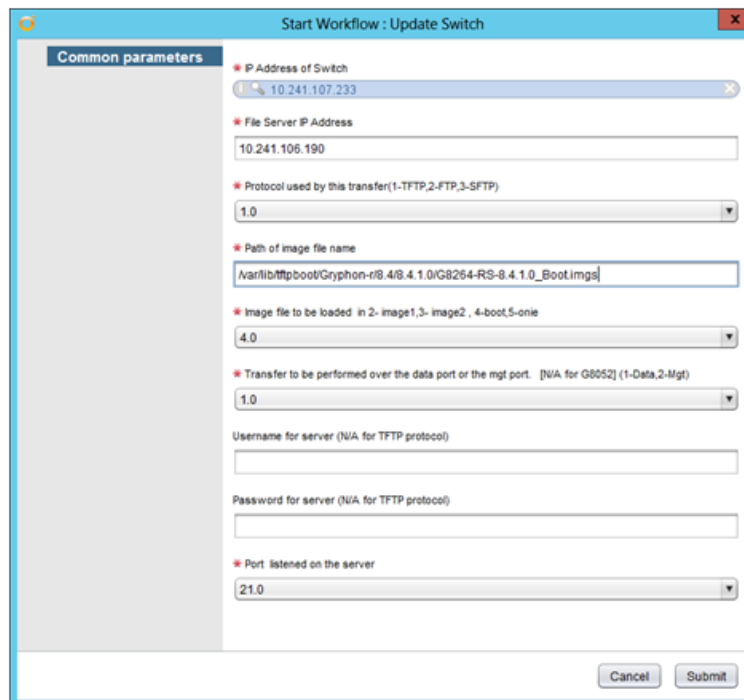 Start Workflow : Update Switch
x
Common parameters
* IP Address of Switch
10.241.107.233
* File Server IP Address
10.241.106.190
* Protocol used by this transfer(1-TFTP,2-FTP,3-SFTP)
1.0
* Path of image file name
/var/lib/tftpboot/Gryphon-r/8.4/8.4.1.0/G8264-RS-8.4.1.0_Boot.imgs
* Image file to be loaded in 2- image1,3- image2 , 4-boot,5-onie
4.0
* Transfer to be performed over the data port or the mgt port. [N/A for G8052] (1-Data,2-Mgt)
1.0
Username for server (N/A for TFTP protocol)
Password for server (N/A for TFTP protocol)
* Port listened on the server
21.0
Cancel Submit